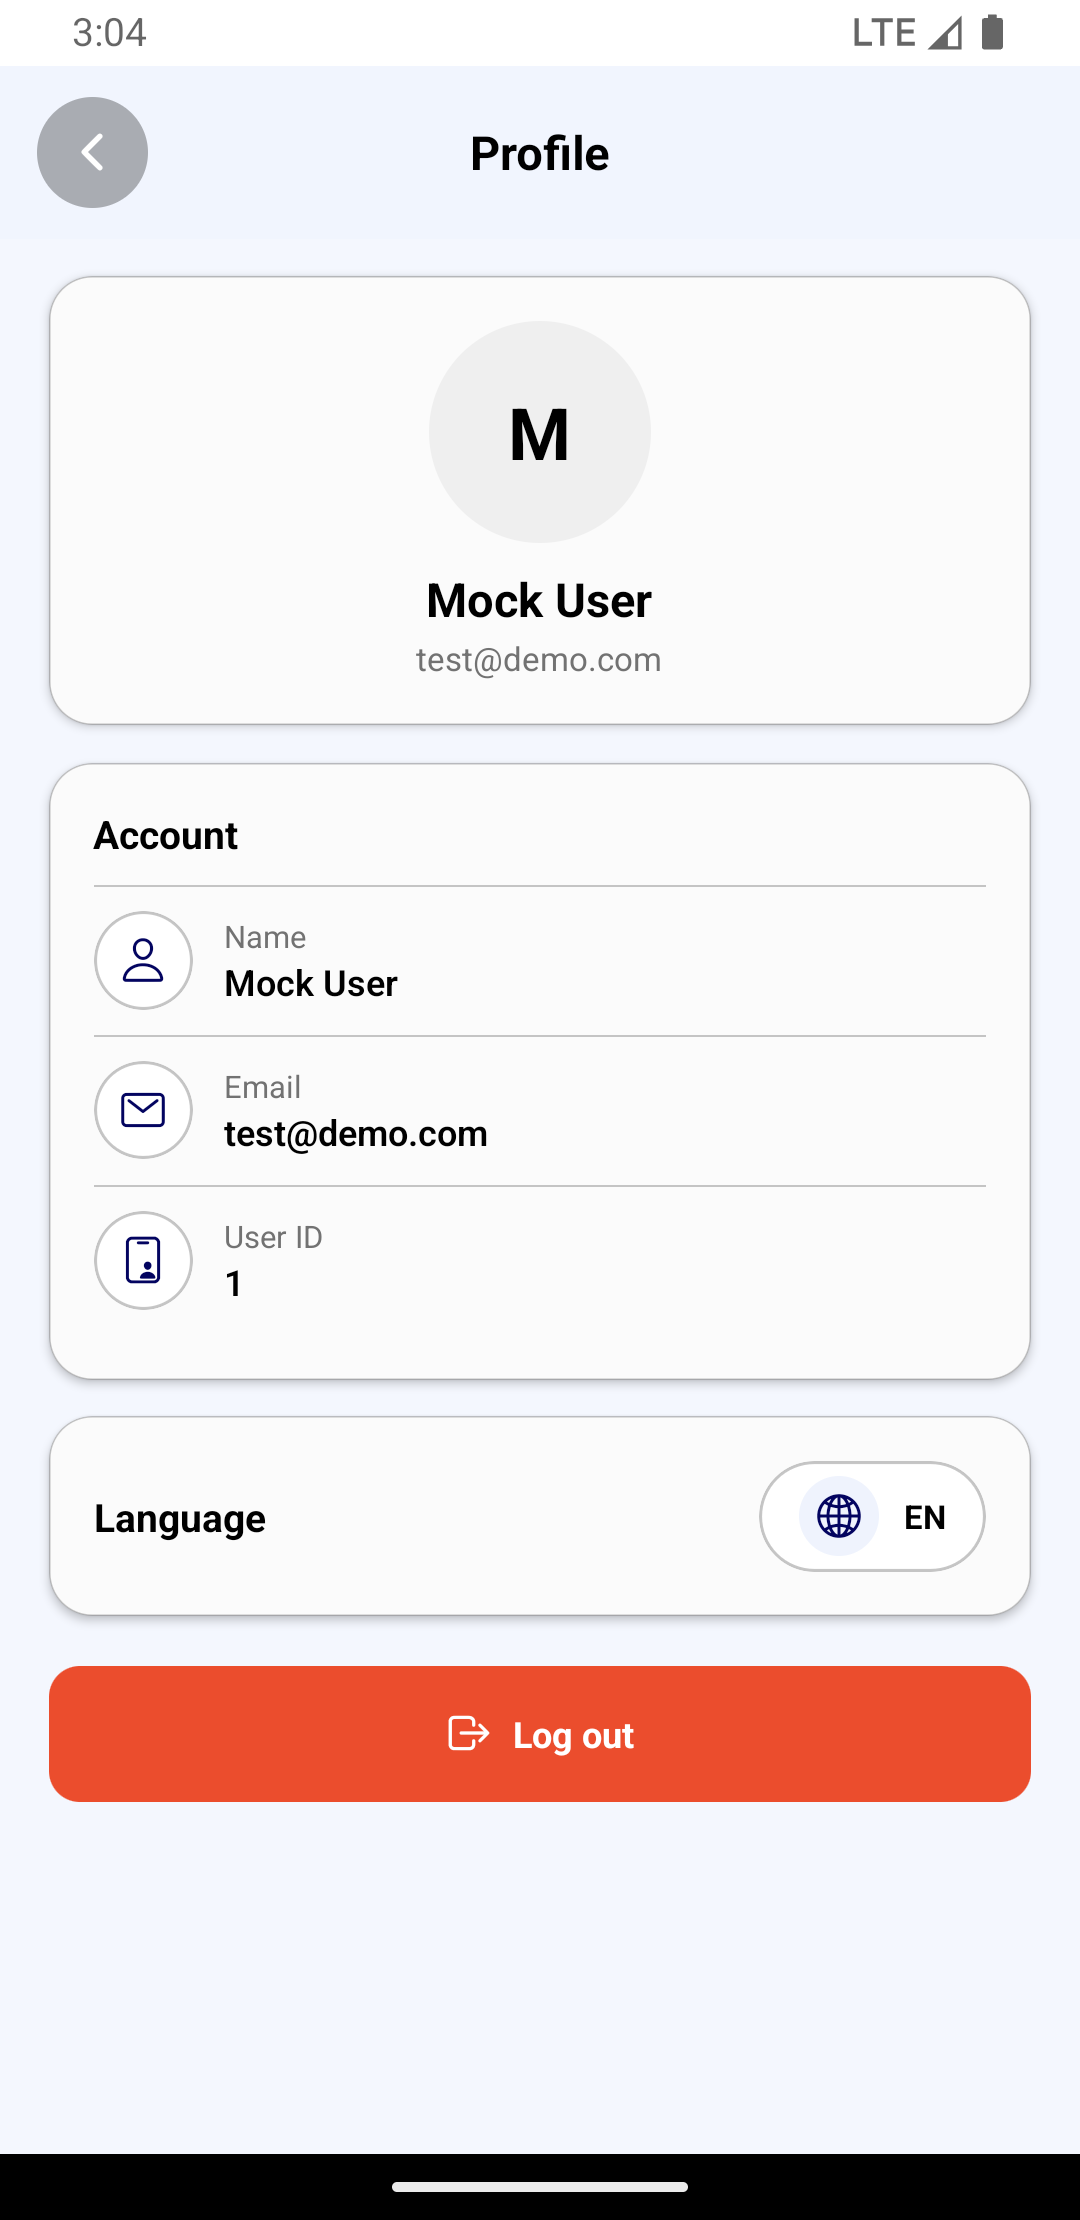 3:04 LTE
Profile
M
Mock User
test@demo.com
Account
Name
Mock User
Email
test@demo.com
User ID
1
Language EN
Log out